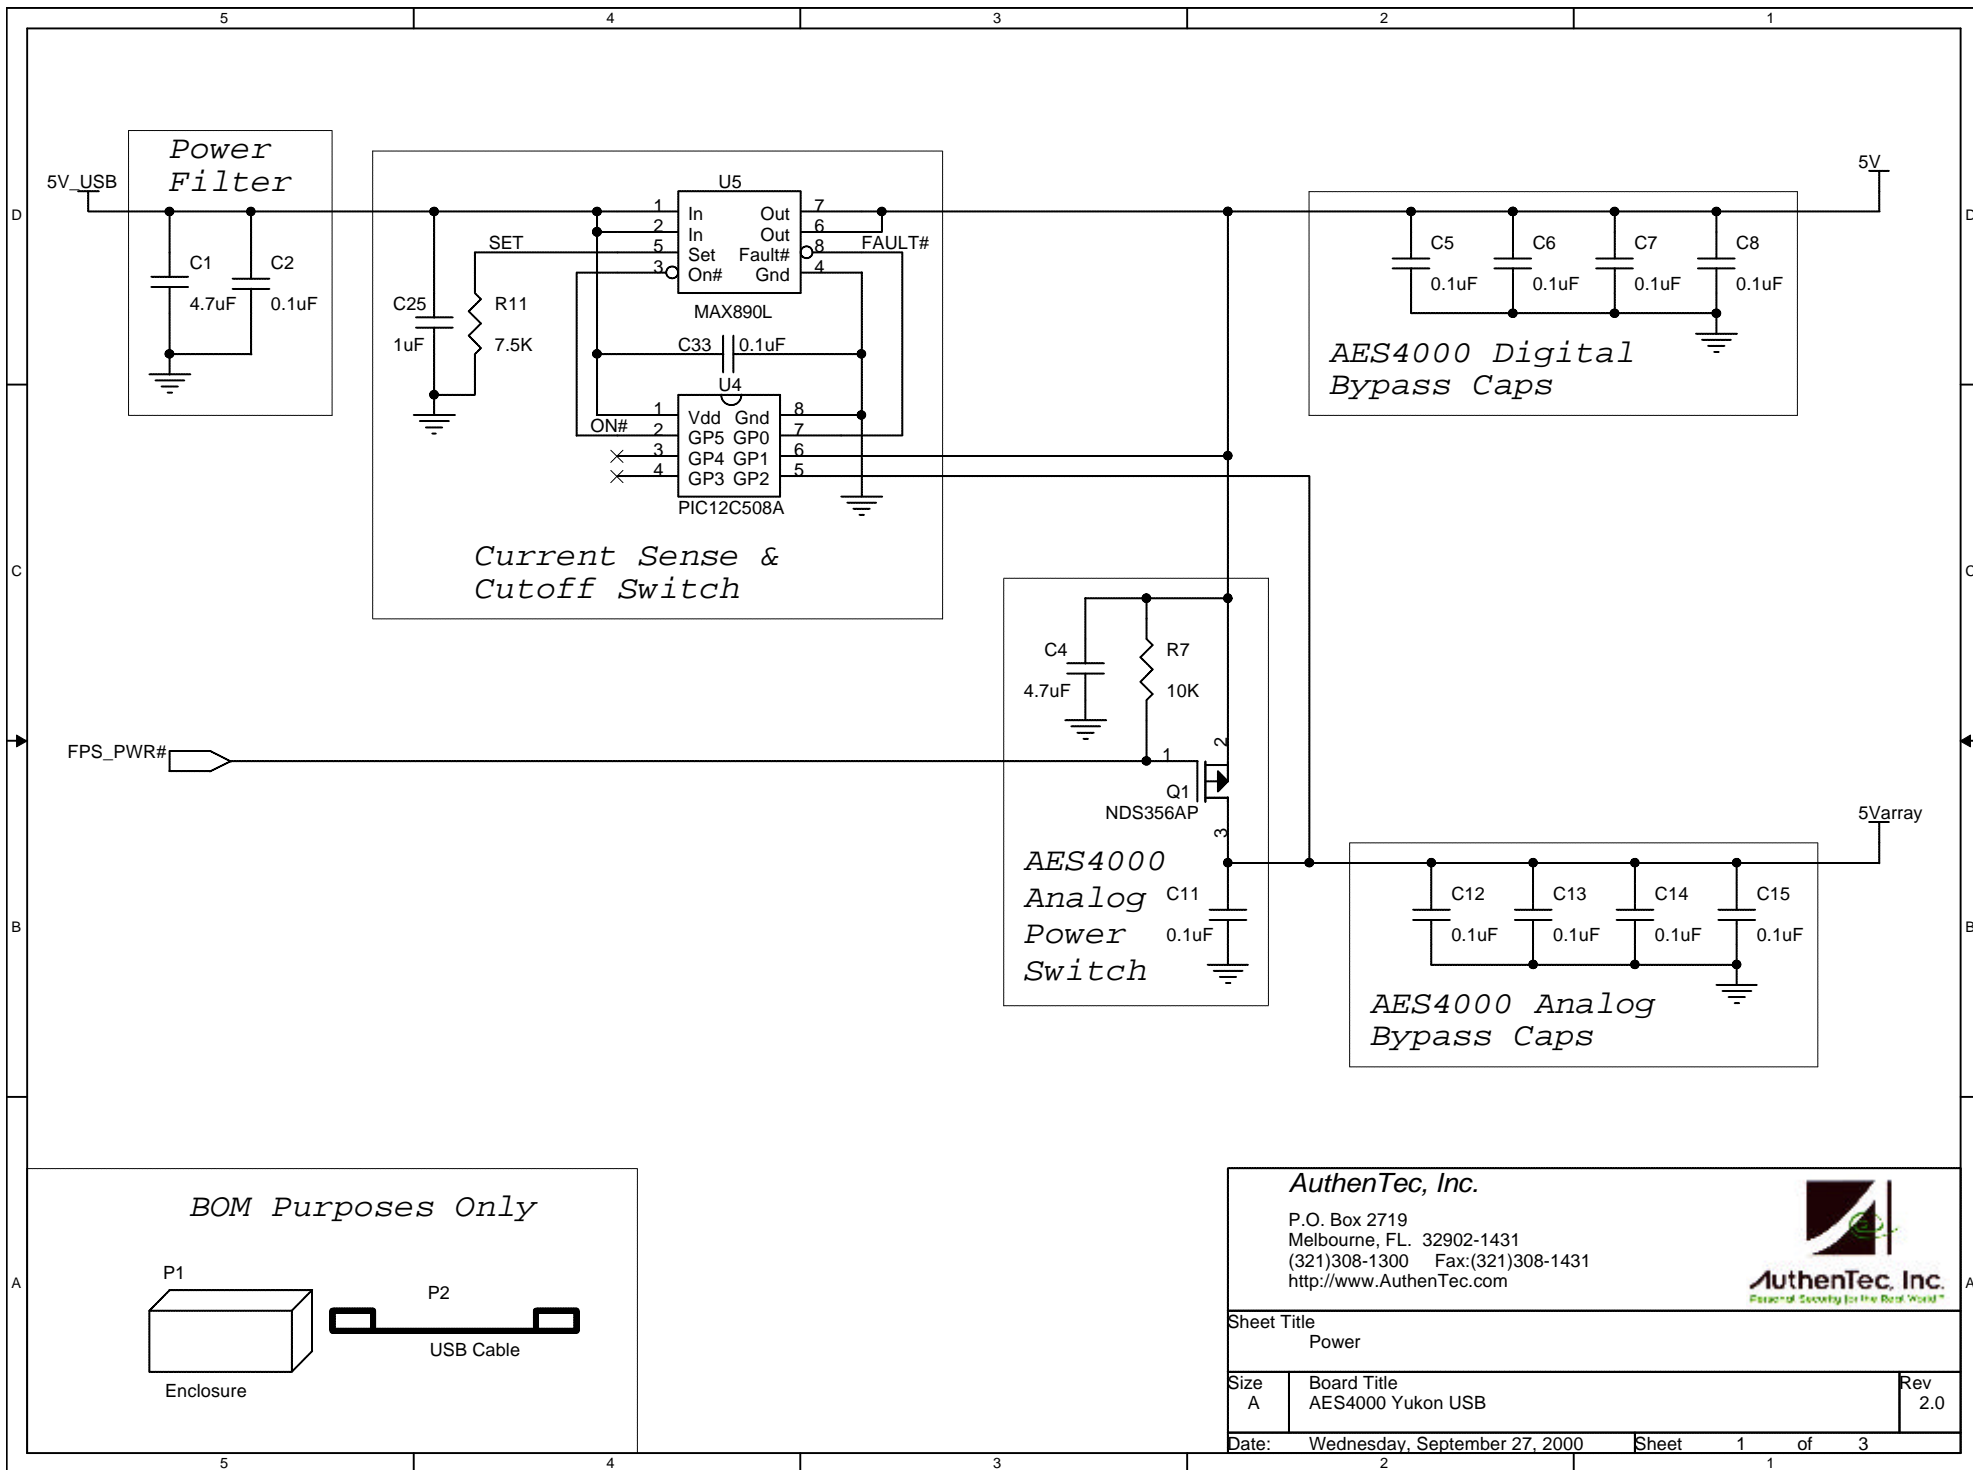 5 4 3 2 1
Power
Filter
5V_USB
5V
D
D
C1
4.7uF
C2
0.1uF
C25
1uF
SET
R11
7.5K
U5
1 In Out 7
2 In Out 6
5 Set Fault# 8
3 On# Gnd 4
FAULT#
MAX890L
C33 0.1uF
U4
1 Vdd Gnd 8
ON# 2 GP5 GP0 7
3 GP4 GP1 6
4 GP3 GP2 5
PIC12C508A
Current Sense &
Cutoff Switch
C5
0.1uF
C6
0.1uF
C7
0.1uF
C8
0.1uF
AES4000 Digital
Bypass Caps
C
C
C4
4.7uF
R7
10K
FPS_PWR#
1
2
Q1
NDS356AP
3
5Varray
AES4000
Analog
Power
Switch
C11
0.1uF
B
B
C12
0.1uF
C13
0.1uF
C14
0.1uF
C15
0.1uF
AES4000 Analog
Bypass Caps
BOM Purposes Only
P1
Enclosure
P2
USB Cable
A
A
AuthenTec, Inc.
P.O. Box 2719
Melbourne, FL. 32902-1431
(321)308-1300 Fax:(321)308-1431
http://www.AuthenTec.com
AuthenTec, Inc.
Personal Security for the Real World™
Sheet Title
Power
Size
A
Board Title
AES4000 Yukon USB
Rev
2.0
Date: Wednesday, September 27, 2000 Sheet 1 of 3
5 4 3 2 1